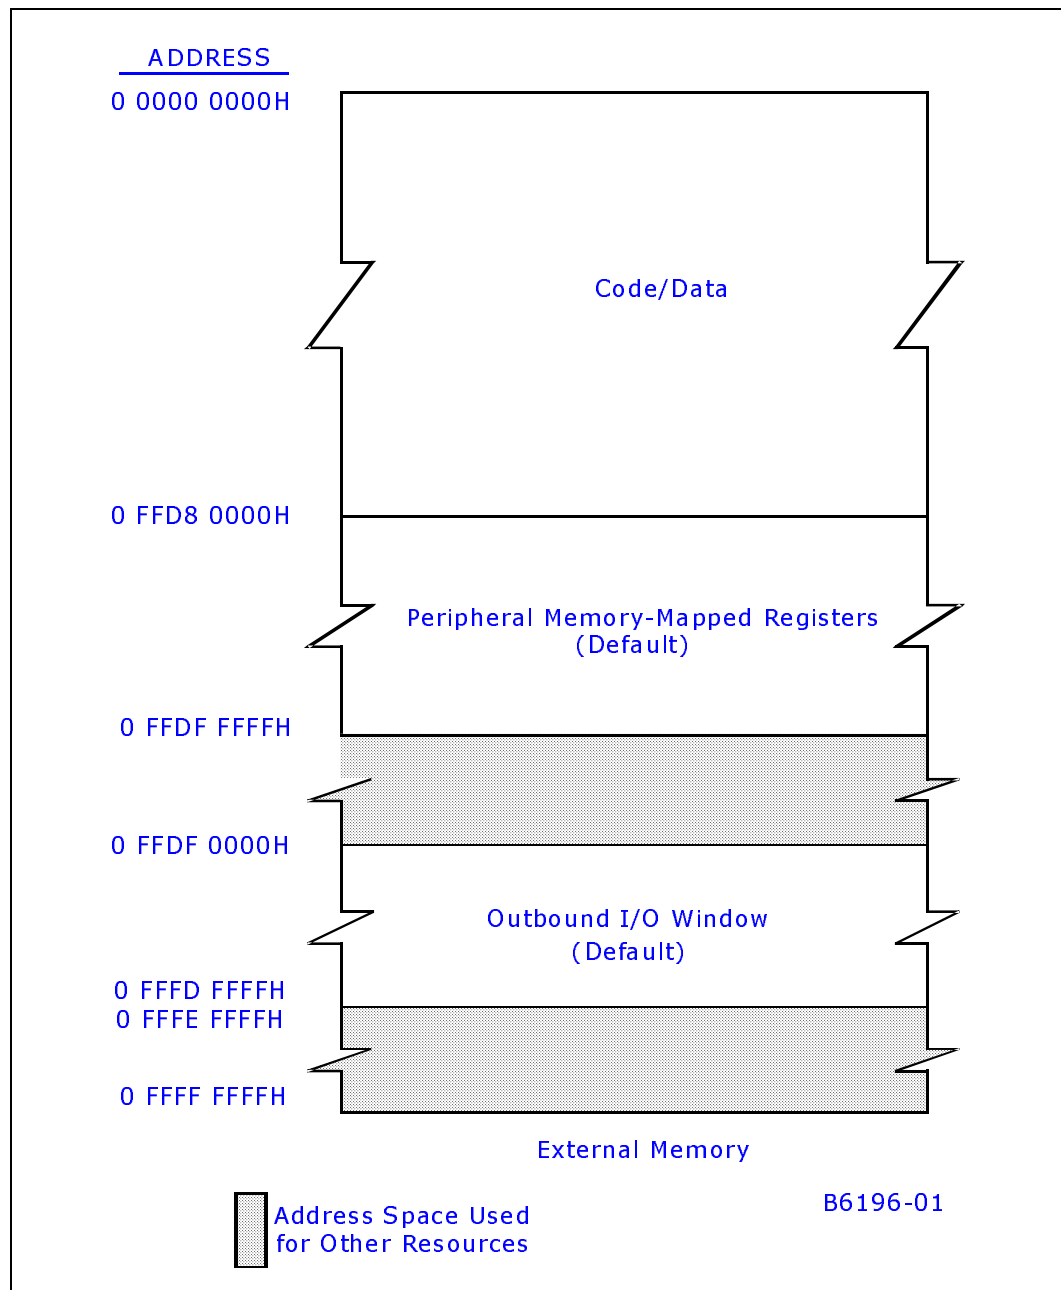 ADDRESS
0 0000 0000H
Code/Data
0 FFD8 0000H
Peripheral Memory-Mapped Registers
(Default)
0 FFDF FFFFH
0 FFDF 0000H
Outbound I/O Window
(Default)
0 FFFD FFFFH
0 FFFE FFFFH
0 FFFF FFFFH
External Memory
B6196-01
Address Space Used
for Other Resources